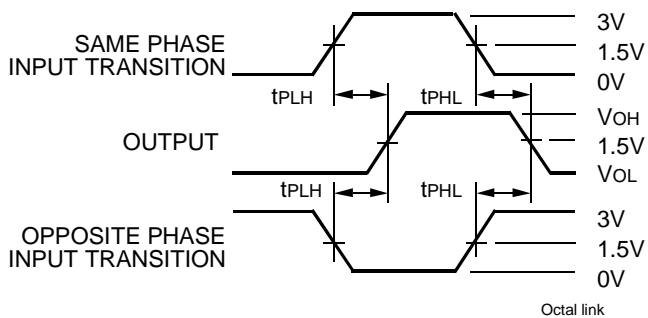 SAME PHASE
INPUT TRANSITION
3V
1.5V
0V
tPLH
tPHL
OUTPUT
VOH
1.5V
VOL
tPLH
tPHL
OPPOSITE PHASE
INPUT TRANSITION
3V
1.5V
0V
Octal link